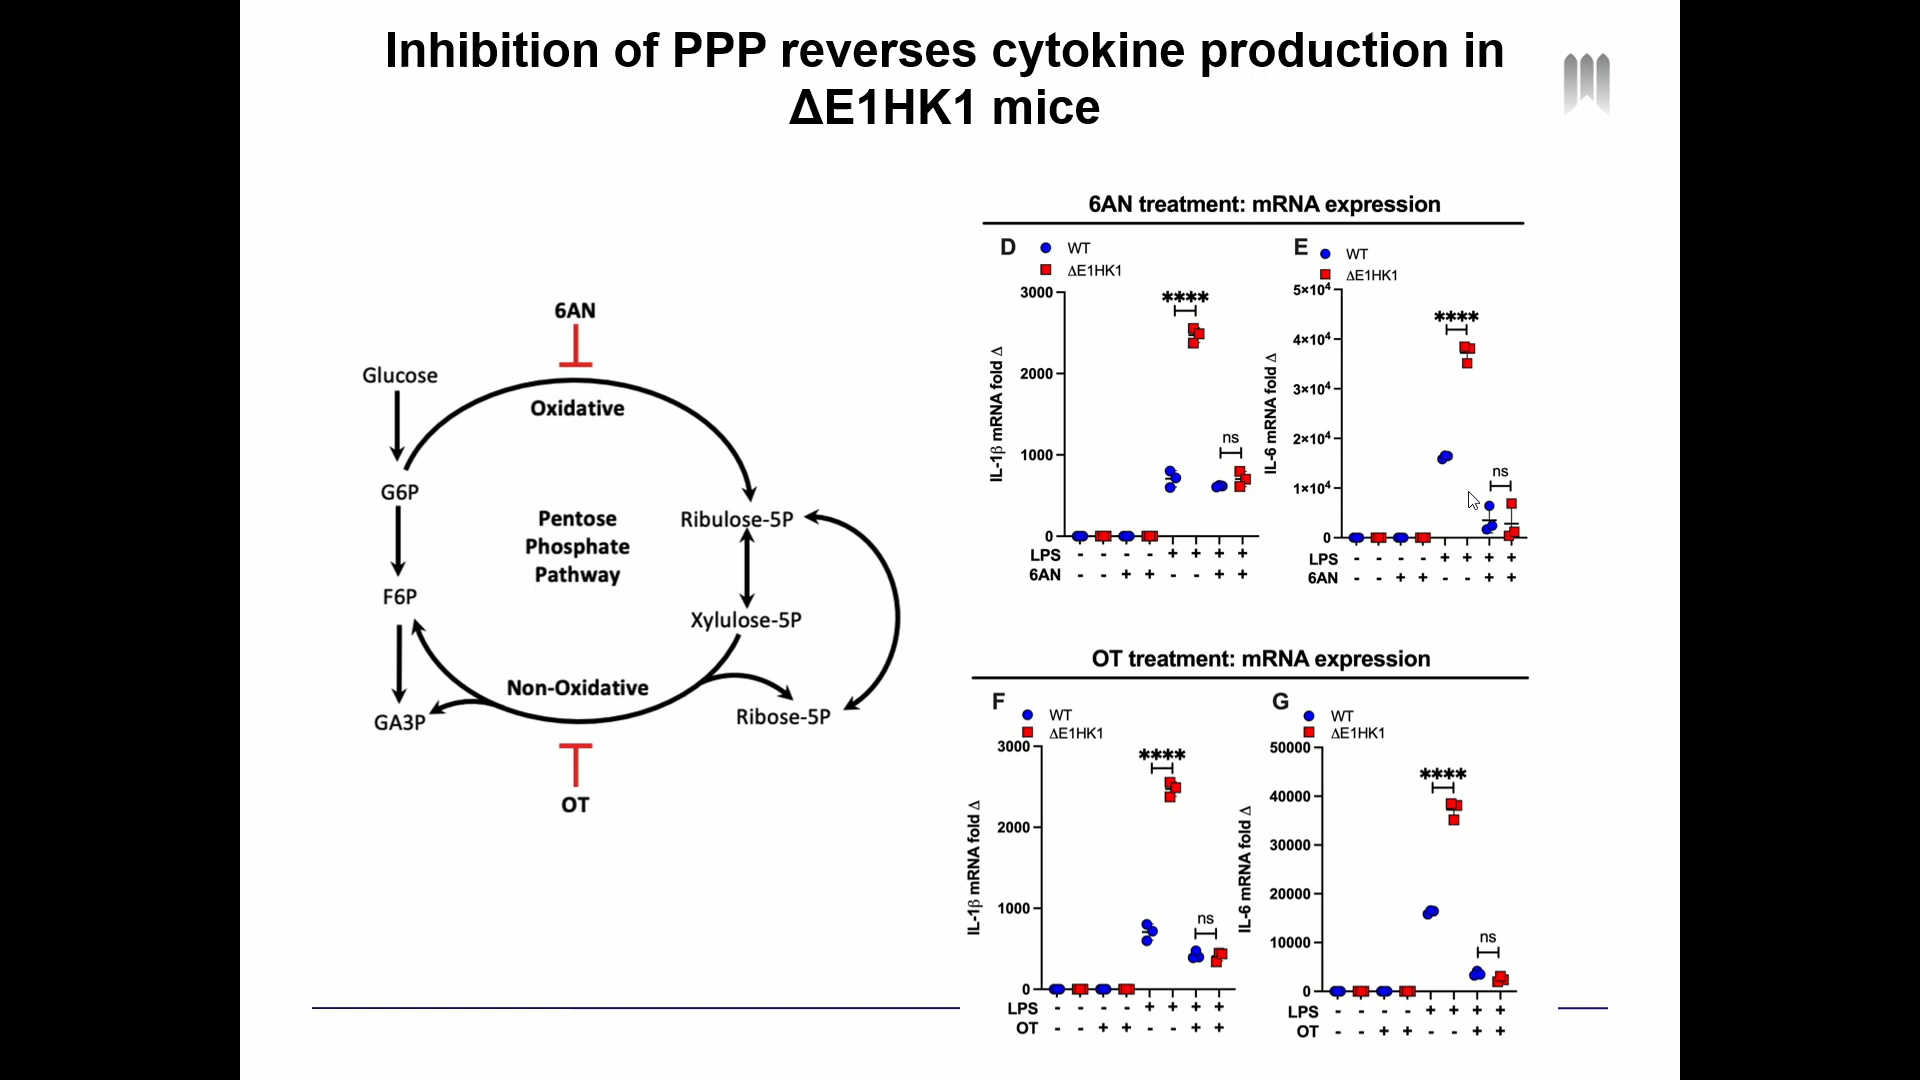 Inhibition of PPP reverses cytokine production in
ΔE1HK1 mice
6AN
Glucose
Oxidative
G6P
Pentose
Phosphate
Pathway
Ribulose-5P
F6P
Xylulose-5P
Non-Oxidative
GA3P
Ribose-5P
OT
6AN treatment: mRNA expression
D
WT
ΔE1HK1
IL-1β mRNA fold Δ
3000
2000
1000
0
****
ns
LPS - - - - + + + +
6AN - - + + - - + +
E
WT
ΔE1HK1
IL-6 mRNA fold Δ
5×10⁴
4×10⁴
3×10⁴
2×10⁴
1×10⁴
0
****
ns
LPS - - - - + + + +
6AN - - + + - - + +
OT treatment: mRNA expression
F
WT
ΔE1HK1
IL-1β mRNA fold Δ
3000
2000
1000
0
****
ns
LPS - - - - + + + +
OT - - + + - - + +
G
WT
ΔE1HK1
IL-6 mRNA fold Δ
50000
40000
30000
20000
10000
0
****
ns
LPS - - - - + + + +
OT - - + + - - + +